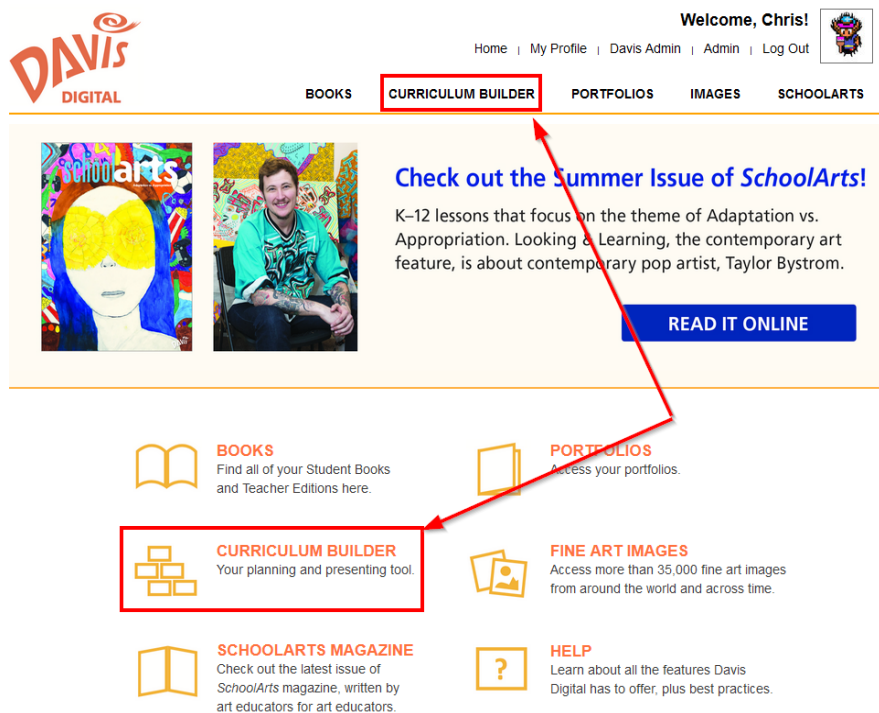 DAVIS
DIGITAL
Welcome, Chris!
Home | My Profile | Davis Admin | Admin | Log Out
BOOKS CURRICULUM BUILDER PORTFOLIOS IMAGES SCHOOLARTS
schoolarts
Check out the Summer Issue of SchoolArts!
K–12 lessons that focus on the theme of Adaptation vs.
Appropriation. Looking & Learning, the contemporary art
feature, is about contemporary pop artist, Taylor Bystrom.
READ IT ONLINE
BOOKS
Find all of your Student Books
and Teacher Editions here.
PORTFOLIOS
Access your portfolios.
CURRICULUM BUILDER
Your planning and presenting tool.
FINE ART IMAGES
Access more than 35,000 fine art images
from around the world and across time.
SCHOOLARTS MAGAZINE
Check out the latest issue of
SchoolArts magazine, written by
art educators for art educators.
?
HELP
Learn about all the features Davis
Digital has to offer, plus best practices.